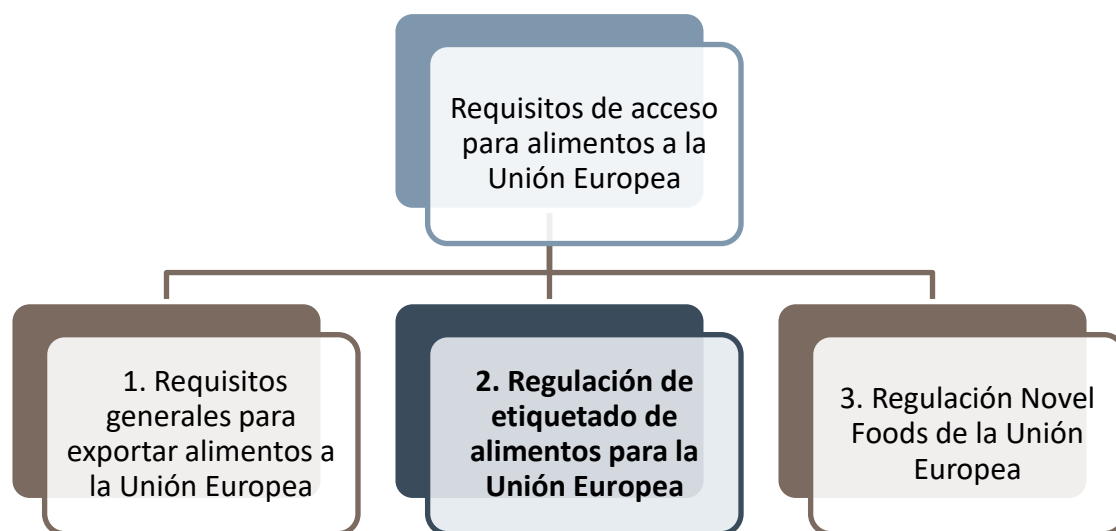 Requisitos de acceso
para alimentos a la
Unión Europea
1. Requisitos
generales para
exportar alimentos a
la Unión Europea
2. Regulación de
etiquetado de
alimentos para la
Unión Europea
3. Regulación Novel
Foods de la Unión
Europea